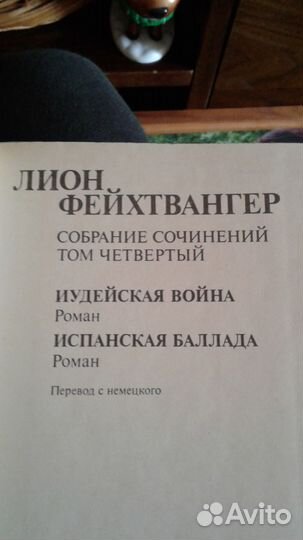 ЛИОН
ФЕЙХТВАНГЕР
СОБРАНИЕ СОЧИНЕНИЙ
ТОМ ЧЕТВЕРТЫЙ
ИУДЕЙСКАЯ ВОЙНА
Роман
ИСПАНСКАЯ БАЛЛАДА
Роман
Перевод с немецкого
Avito